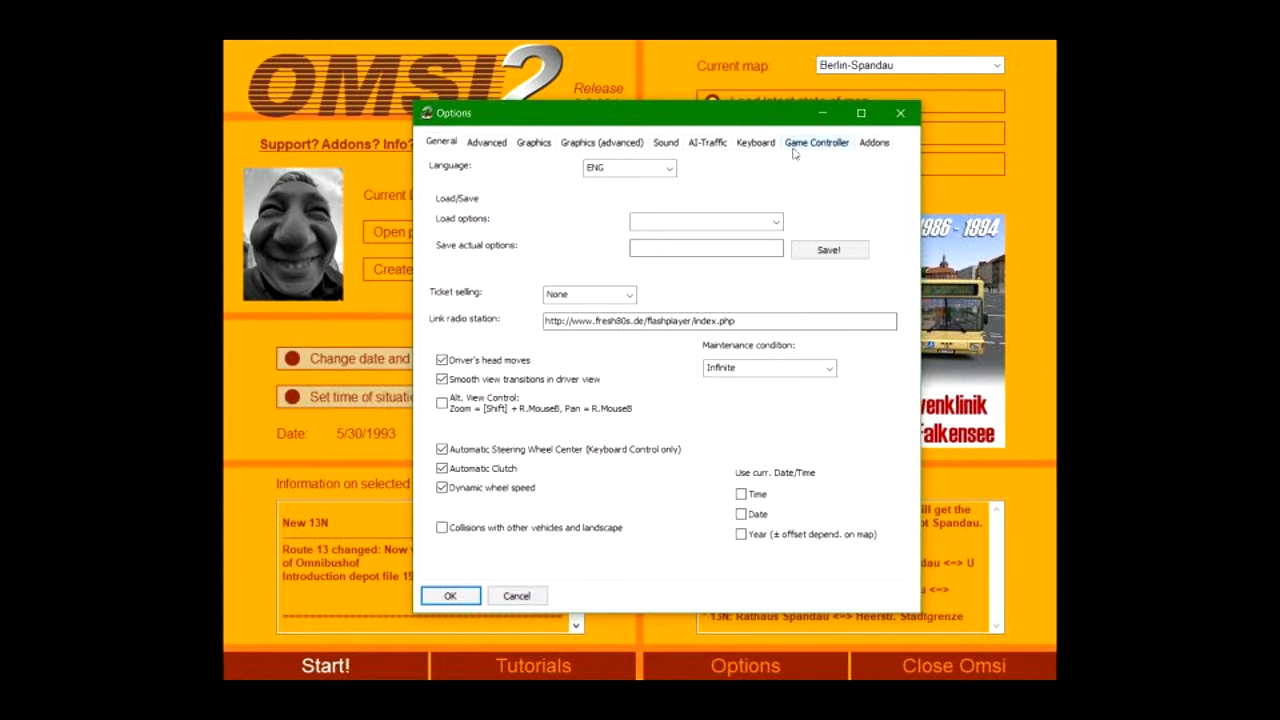 OMSI 2
Release
Support? Addons? Info?
Current map:
Berlin-Spandau
Options
General
Advanced
Graphics
Graphics (advanced)
Sound
AI-Traffic
Keyboard
Game Controller
Addons
Language:
ENG
Load/Save
Load options:
Save actual options:
Save!
Ticket selling:
None
Link radio station:
http://www.fresh80s.de/flashplayer/index.php
Maintenance condition:
Infinite
Driver's head moves
Smooth view transitions in driver view
Alt. View Control:
Zoom = [Shift] + R.MouseB, Pan = R.MouseB
Automatic Steering Wheel Center (Keyboard Control only)
Automatic Clutch
Dynamic wheel speed
Collisions with other vehicles and landscape
Use curr. Date/Time
Time
Date
Year (± offset depend. on map)
OK
Cancel
Current
Open
Create
Change date and
Set time of situati
Date: 5/30/1993
Information on selected
New 13N
Route 13 changed: Now
of Omnibushof
Introduction depot file 19
986 - 1994
enklinik
Falkensee
ill get the
ot Spandau.
dau <=> U
<=>
* 13N: Rathaus Spandau <=> Heerstr. Stadtgrenze
Start!
Tutorials
Options
Close Omsi